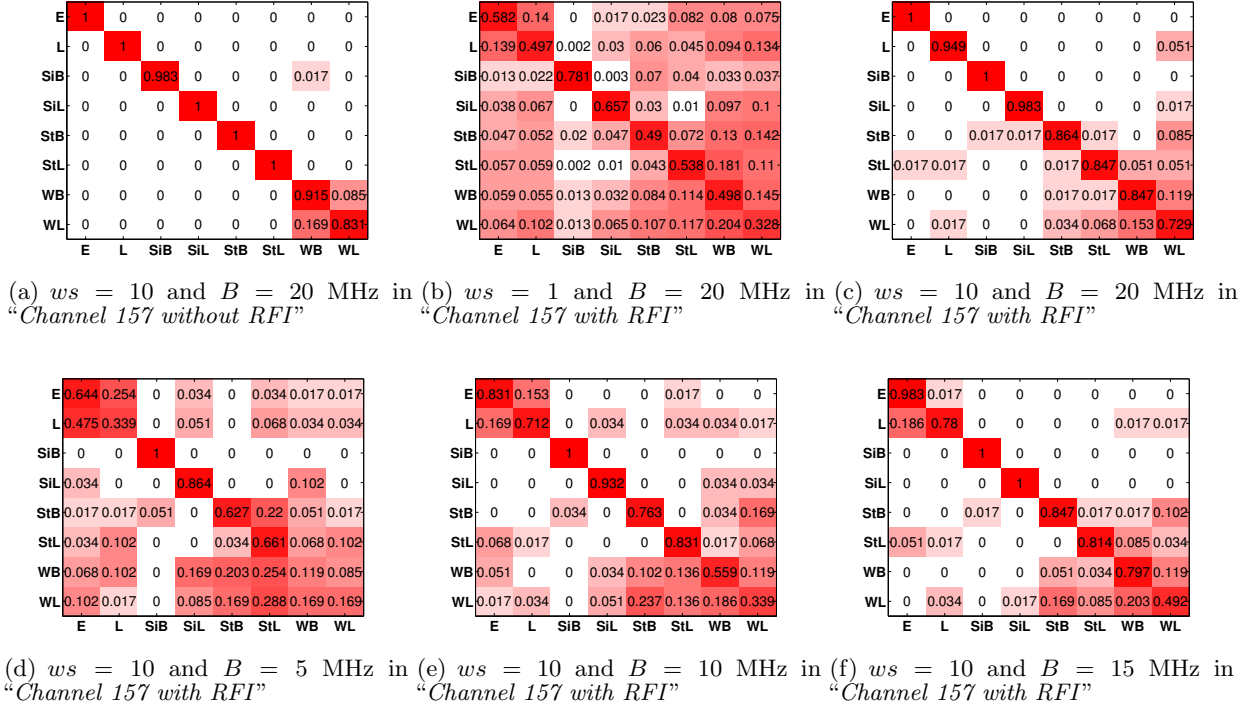 E 1 0 0 0 0 0 0 0
L 0 1 0 0 0 0 0 0
SiB 0 0 0.983 0 0 0 0.017 0
SiL 0 0 0 1 0 0 0 0
StB 0 0 0 0 1 0 0 0
StL 0 0 0 0 0 1 0 0
WB 0 0 0 0 0 0 0.915 0.085
WL 0 0 0 0 0 0 0.169 0.831
E L SiB SiL StB StL WB WL
(a) ws = 10 and B = 20 MHz in
“Channel 157 without RFI”
E 0.582 0.14 0 0.017 0.023 0.082 0.08 0.075
L 0.139 0.497 0.002 0.03 0.06 0.045 0.094 0.134
SiB 0.013 0.022 0.781 0.003 0.07 0.04 0.033 0.037
SiL 0.038 0.067 0 0.657 0.03 0.01 0.097 0.1
StB 0.047 0.052 0.02 0.047 0.49 0.072 0.13 0.142
StL 0.057 0.059 0.002 0.01 0.043 0.538 0.181 0.11
WB 0.059 0.055 0.013 0.032 0.084 0.114 0.498 0.145
WL 0.064 0.102 0.013 0.065 0.107 0.117 0.204 0.328
E L SiB SiL StB StL WB WL
(b) ws = 1 and B = 20 MHz in
“Channel 157 with RFI”
E 1 0 0 0 0 0 0 0
L 0 0.949 0 0 0 0 0 0.051
SiB 0 0 1 0 0 0 0 0
SiL 0 0 0 0.983 0 0 0 0.017
StB 0 0 0.017 0.017 0.864 0.017 0 0.085
StL 0.017 0.017 0 0 0.017 0.847 0.051 0.051
WB 0 0 0 0 0.017 0.017 0.847 0.119
WL 0 0.017 0 0 0.034 0.068 0.153 0.729
E L SiB SiL StB StL WB WL
(c) ws = 10 and B = 20 MHz in
“Channel 157 with RFI”
E 0.644 0.254 0 0.034 0 0.034 0.017 0.017
L 0.475 0.339 0 0.051 0 0.068 0.034 0.034
SiB 0 0 1 0 0 0 0 0
SiL 0.034 0 0 0.864 0 0 0.102 0
StB 0.017 0.017 0.051 0 0.627 0.22 0.051 0.017
StL 0.034 0.102 0 0 0.034 0.661 0.068 0.102
WB 0.068 0.102 0 0.169 0.203 0.254 0.119 0.085
WL 0.102 0.017 0 0.085 0.169 0.288 0.169 0.169
E L SiB SiL StB StL WB WL
(d) ws = 10 and B = 5 MHz in
“Channel 157 with RFI”
E 0.831 0.153 0 0 0 0.017 0 0
L 0.169 0.712 0 0.034 0 0.034 0.034 0.017
SiB 0 0 1 0 0 0 0 0
SiL 0 0 0 0.932 0 0 0.034 0.034
StB 0 0 0.034 0 0.763 0 0.034 0.169
StL 0.068 0.017 0 0 0 0.831 0.017 0.068
WB 0.051 0 0 0.034 0.102 0.136 0.559 0.119
WL 0.017 0.034 0 0.051 0.237 0.136 0.186 0.339
E L SiB SiL StB StL WB WL
(e) ws = 10 and B = 10 MHz in
“Channel 157 with RFI”
E 0.983 0.017 0 0 0 0 0 0
L 0.186 0.78 0 0 0 0 0.017 0.017
SiB 0 0 1 0 0 0 0 0
SiL 0 0 0 1 0 0 0 0
StB 0 0 0.017 0 0.847 0.017 0.017 0.102
StL 0.051 0.017 0 0 0 0.814 0.085 0.034
WB 0 0 0 0 0.051 0.034 0.797 0.119
WL 0 0.034 0 0.017 0.169 0.085 0.203 0.492
E L SiB SiL StB StL WB WL
(f) ws = 10 and B = 15 MHz in
“Channel 157 with RFI”